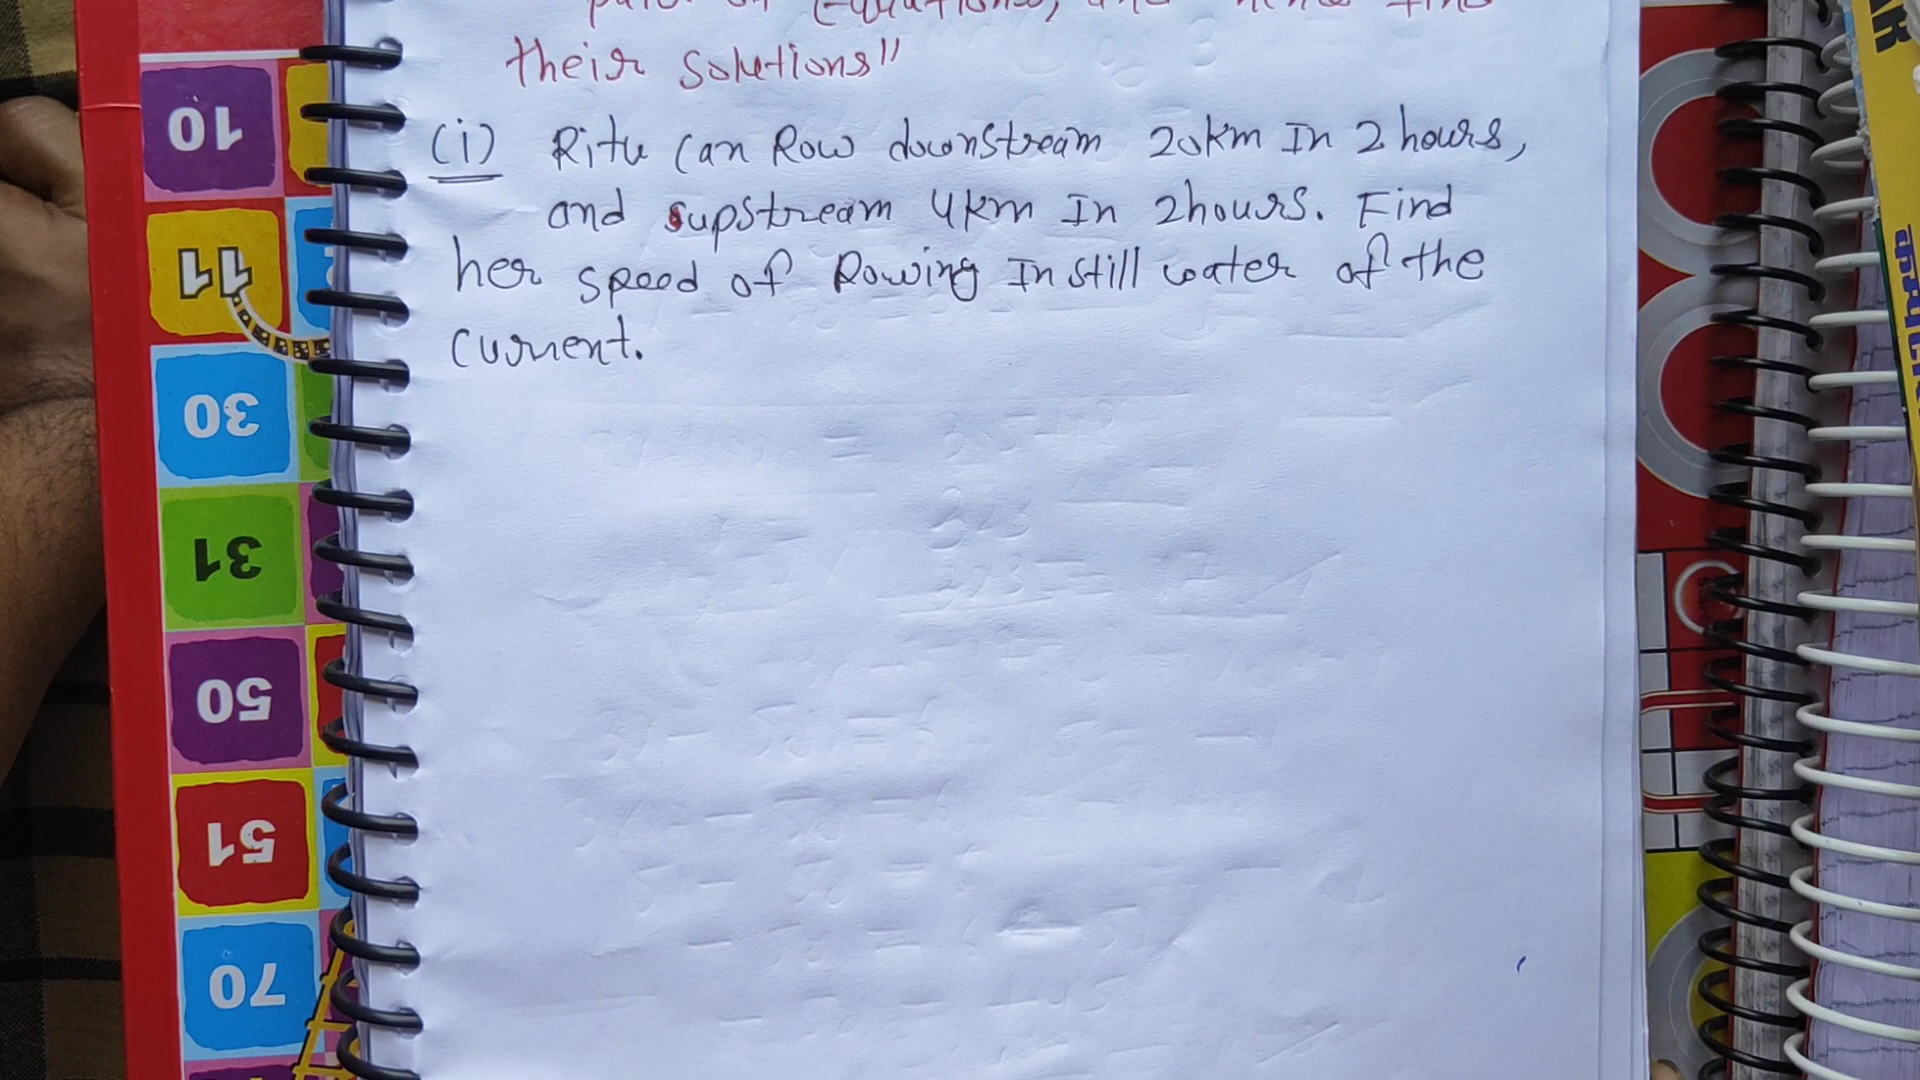 their solutions"
(i) Ritu can Row downstream 20km In 2 hours,
and supstream 4km In 2hours. Find
her speed of Rowing In still water of the
current.
10
11
30
31
50
51
70